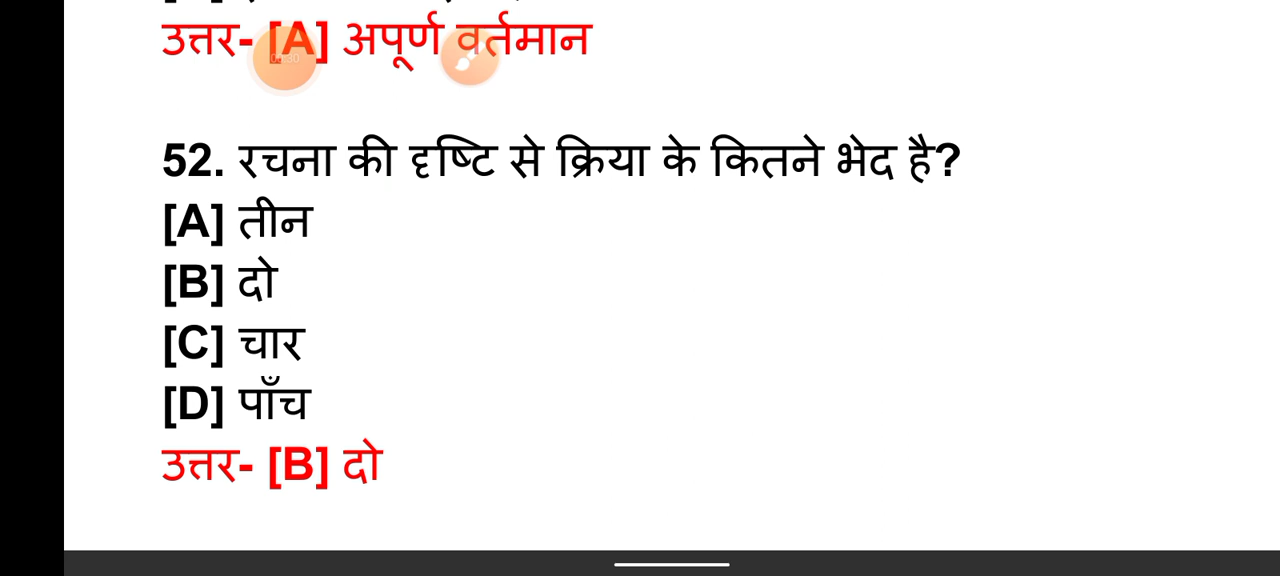 उत्तर- [A] अपूर्ण वर्तमान
52. रचना की दृष्टि से क्रिया के कितने भेद है?
[A] तीन
[B] दो
[C] चार
[D] पाँच
उत्तर- [B] दो